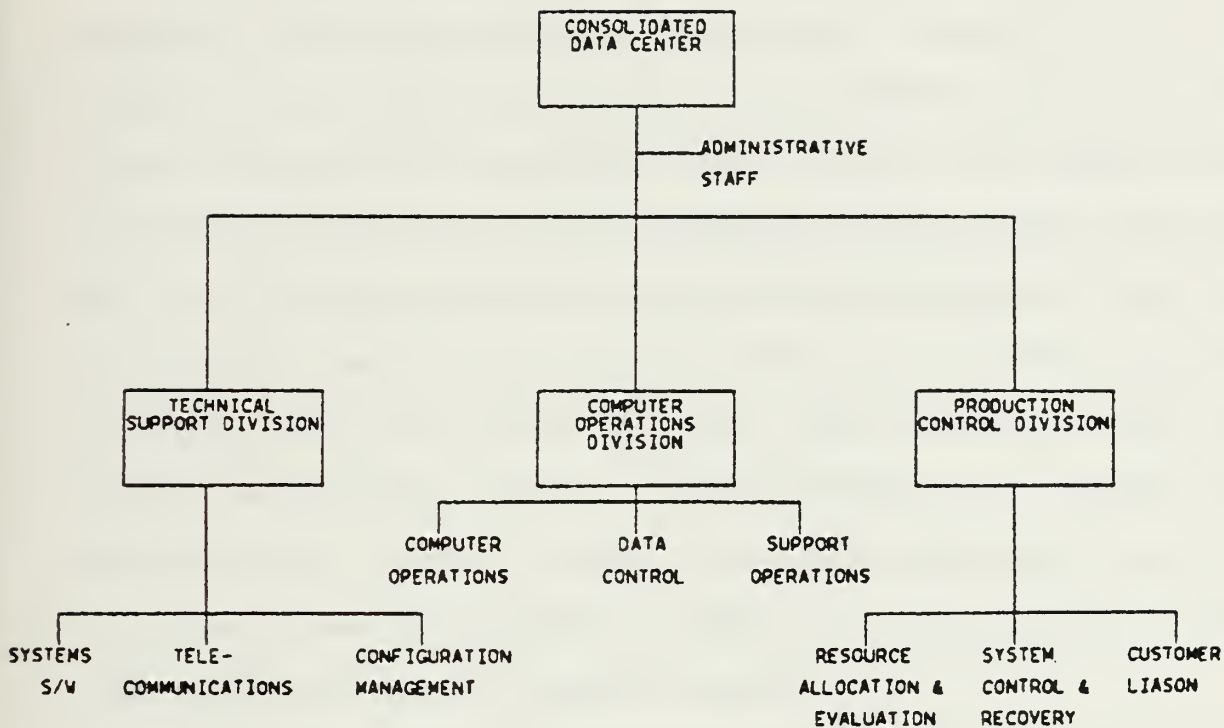 CONSOLIDATED
DATA CENTER
ADMINISTRATIVE
STAFF
TECHNICAL
SUPPORT DIVISION
COMPUTER
OPERATIONS
DIVISION
PRODUCTION
CONTROL DIVISION
COMPUTER
OPERATIONS
DATA
CONTROL
SUPPORT
OPERATIONS
SYSTEMS
S/W
TELE-
COMMUNICATIONS
CONFIGURATION
MANAGEMENT
RESOURCE
ALLOCATION &
EVALUATION
SYSTEM.
CONTROL &
RECOVERY
CUSTOMER
LIASON